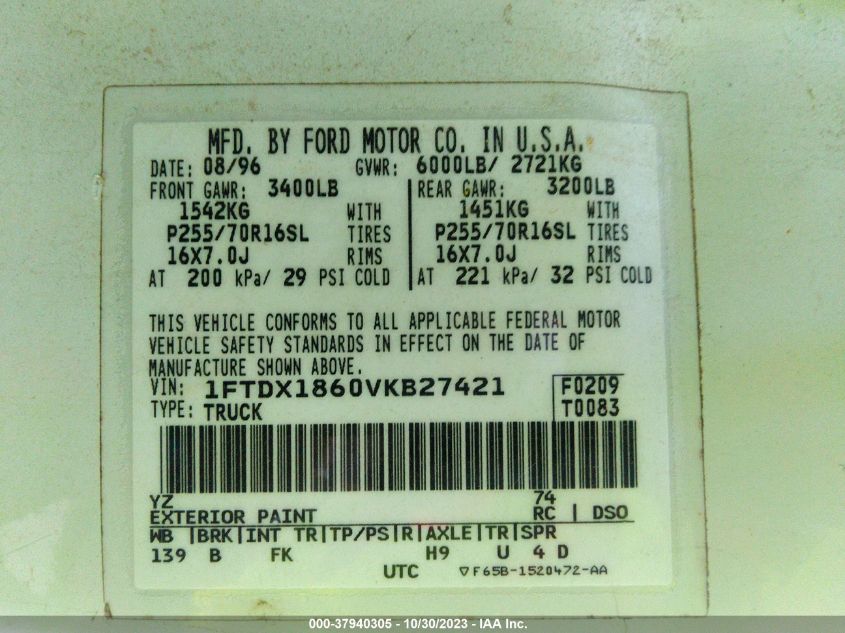 MFD. BY FORD MOTOR CO. IN U.S.A.
DATE: 08/96 GVWR: 6000LB/ 2721KG
FRONT GAWR: 3400LB REAR GAWR: 3200LB
1542KG WITH 1451KG WITH
P255/70R16SL TIRES P255/70R16SL TIRES
16X7.0J RIMS 16X7.0J RIMS
AT 200 kPa/ 29 PSI COLD AT 221 kPa/ 32 PSI COLD
THIS VEHICLE CONFORMS TO ALL APPLICABLE FEDERAL MOTOR
VEHICLE SAFETY STANDARDS IN EFFECT ON THE DATE OF
MANUFACTURE SHOWN ABOVE.
VIN: 1FTDX1860VKB27421 F0209
TYPE: TRUCK T0083
YZ 74
EXTERIOR PAINT RC | DSO
WB |BRK|INT TR|TP/PS|R|AXLE|TR|SPR
139 B FK H9 U 4 D
UTC ▽F65B-1520472-AA
000-37940305 - 10/30/2023 - IAA Inc.